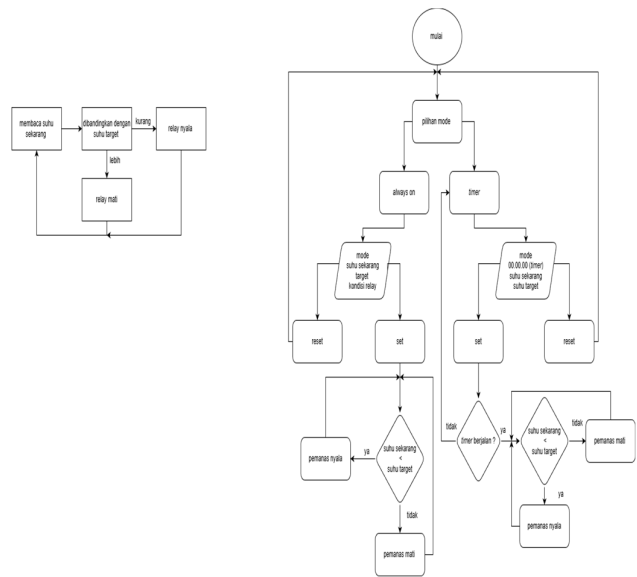 mulai
pilihan mode
membaca suhu
sekarang
dibandingkan dengan
suhu target
kurang
relay nyala
lebih
relay mati
always on
timer
mode
suhu sekarang
target
kondisi relay
mode
00.00.00 (timer)
suhu sekarang
suhu target
reset
set
set
reset
tidak
timer berjalan ?
ya
suhu sekarang
<
suhu target
tidak
pemanas mati
ya
pemanas nyala
pemanas nyala
ya
suhu sekarang
<
suhu target
tidak
pemanas mati